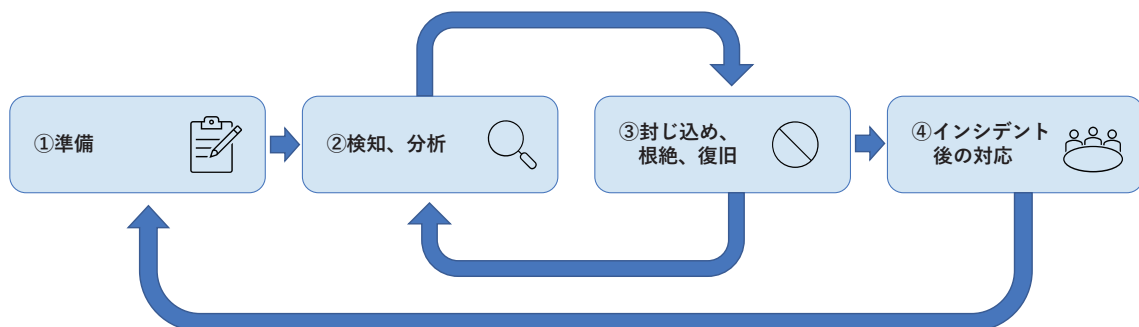 ①準備
②検知、分析
③封じ込め、
根絶、復旧
④インシデント
後の対応